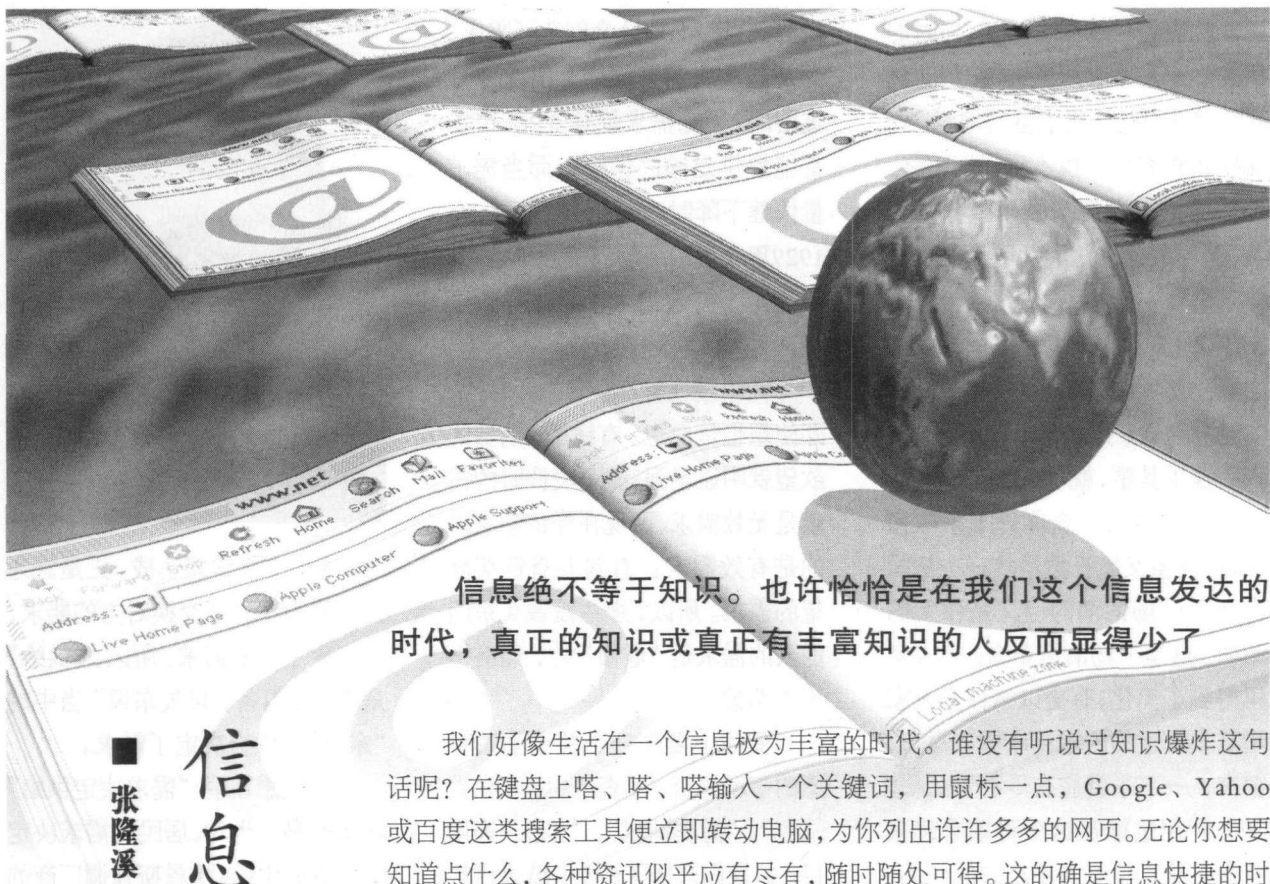 www.net
Back Forward Stop Refresh Home Search Mail Favorites
Address:
Live Home Page Apple Computer Apple Support
www.net
Refresh Home
Address:
Live Home Page
Local machine zone
信息绝不等于知识。也许恰恰是在我们这个信息发达的
时代，真正的知识或真正有丰富知识的人反而显得少了
信息
■张隆溪
我们好像生活在一个信息极为丰富的时代。谁没有听说过知识爆炸这句
话呢？在键盘上嗒、嗒、嗒输入一个关键词，用鼠标一点，Google、Yahoo
或百度这类搜索工具便立即转动电脑，为你列出许许多多的网页。无论你想要
知道点什么，各种资讯似乎应有尽有，随时随处可得。这的确是信息快捷的时